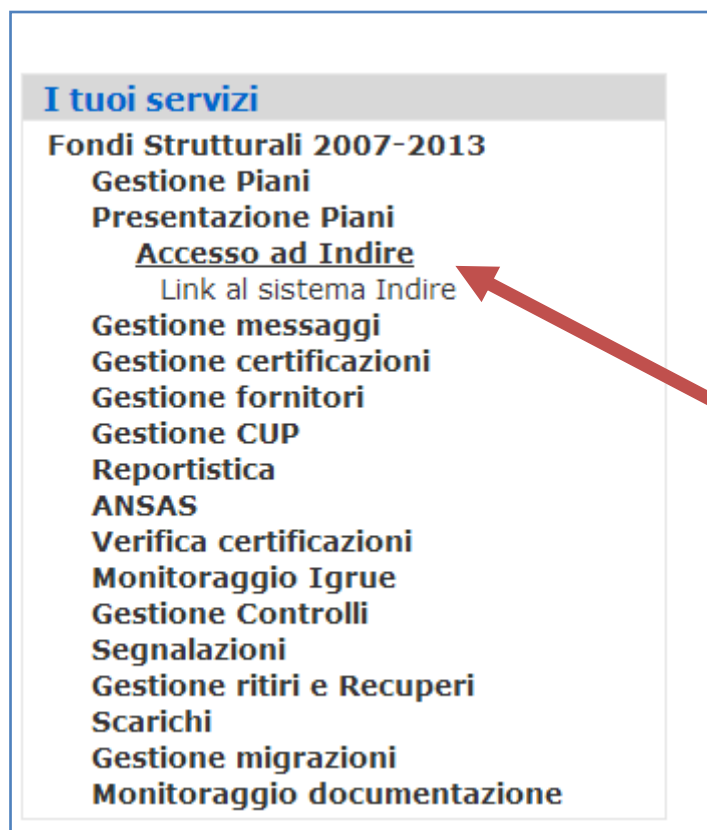 I tuoi servizi
Fondi Strutturali 2007-2013
Gestione Piani
Presentazione Piani
Accesso ad Indire
Link al sistema Indire
Gestione messaggi
Gestione certificazioni
Gestione fornitori
Gestione CUP
Reportistica
ANSAS
Verifica certificazioni
Monitoraggio Igrue
Gestione Controlli
Segnalazioni
Gestione ritiri e Recuperi
Scarichi
Gestione migrazioni
Monitoraggio documentazione